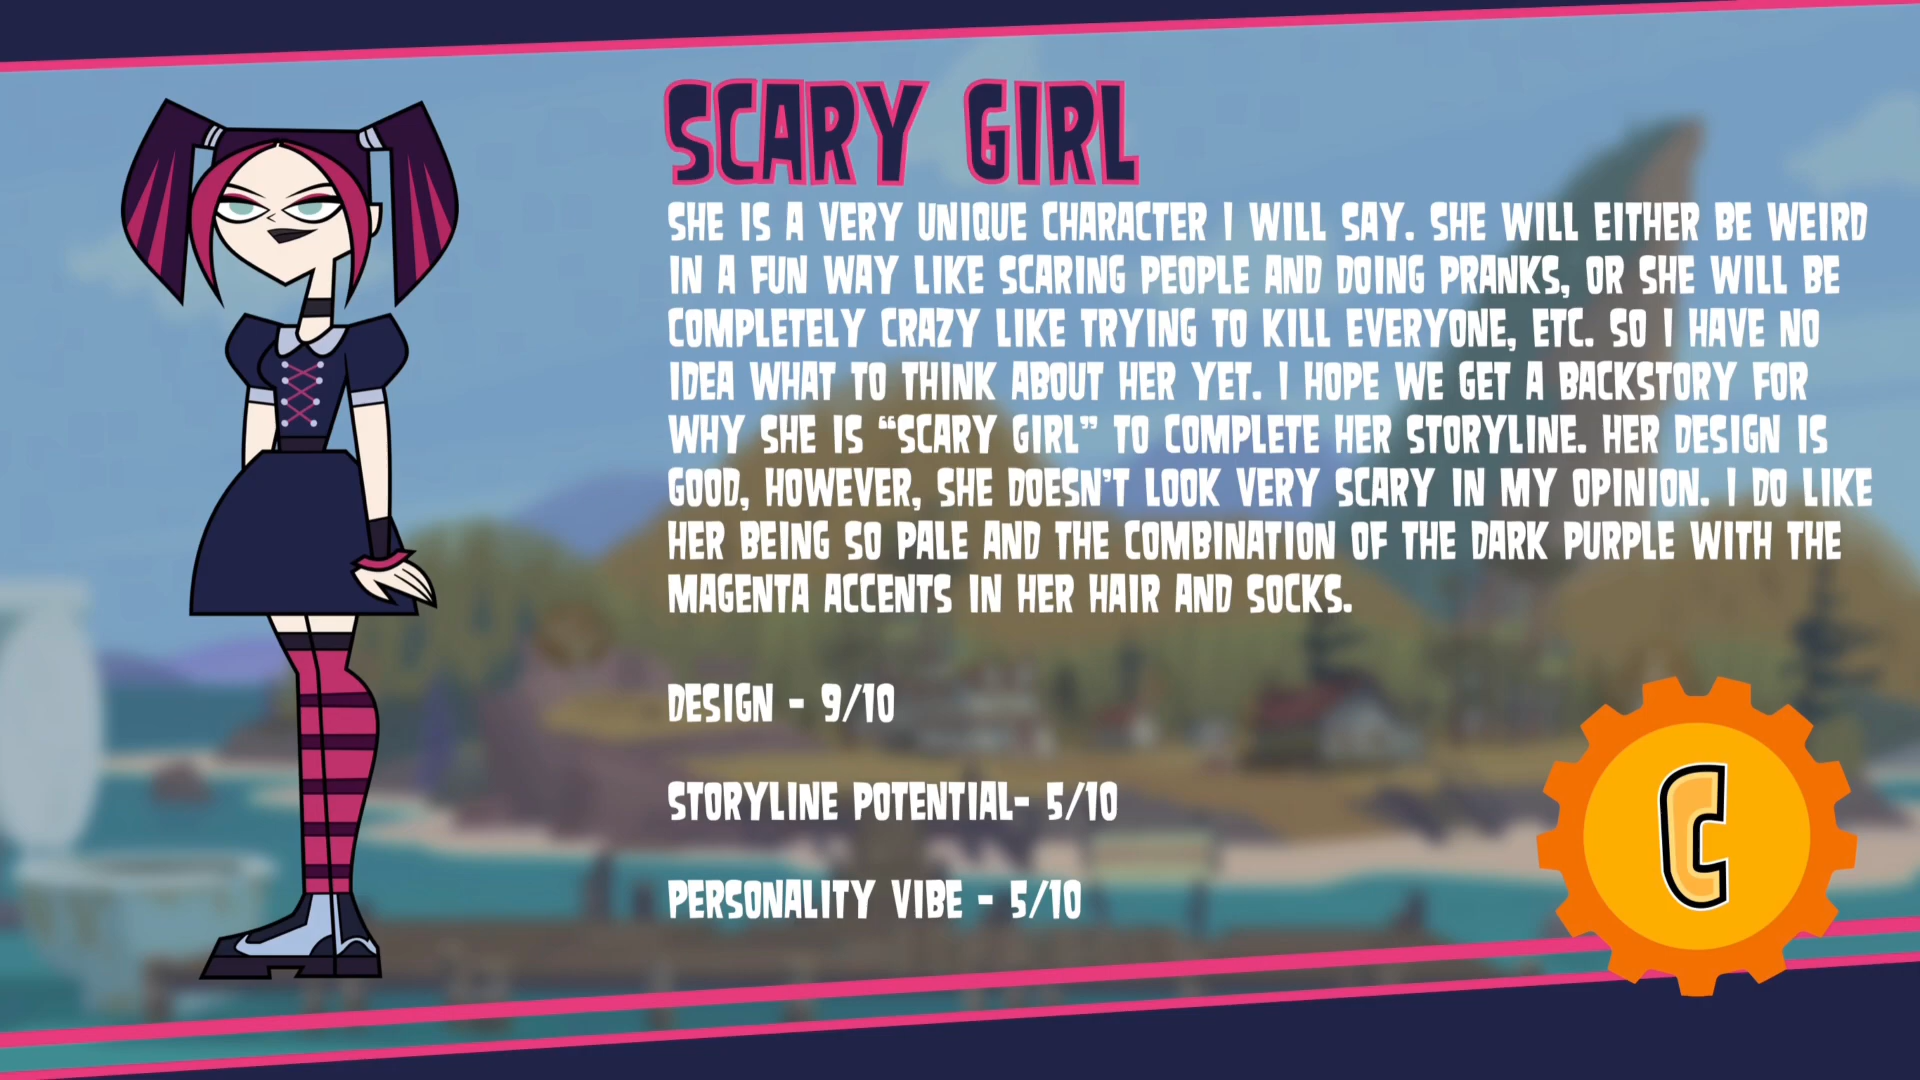 SCARY GIRL
SHE IS A VERY UNIQUE CHARACTER I WILL SAY. SHE WILL EITHER BE WEIRD
IN A FUN WAY LIKE SCARING PEOPLE AND DOING PRANKS, OR SHE WILL BE
COMPLETELY CRAZY LIKE TRYING TO KILL EVERYONE, ETC. SO I HAVE NO
IDEA WHAT TO THINK ABOUT HER YET. I HOPE WE GET A BACKSTORY FOR
WHY SHE IS “SCARY GIRL” TO COMPLETE HER STORYLINE. HER DESIGN IS
GOOD, HOWEVER, SHE DOESN’T LOOK VERY SCARY IN MY OPINION. I DO LIKE
HER BEING SO PALE AND THE COMBINATION OF THE DARK PURPLE WITH THE
MAGENTA ACCENTS IN HER HAIR AND SOCKS.
DESIGN - 9/10
STORYLINE POTENTIAL- 5/10
PERSONALITY VIBE - 5/10
C